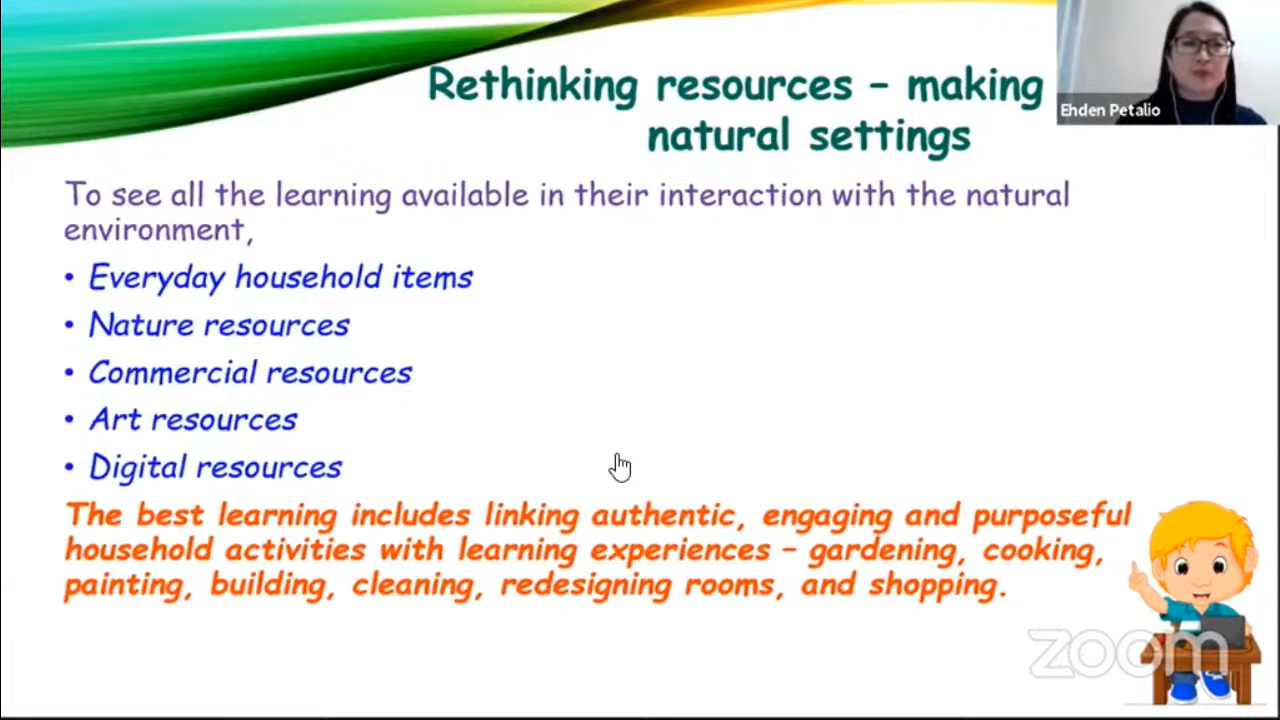 Rethinking resources – making
natural settings
Ehden Petalio
To see all the learning available in their interaction with the natural
environment,
• Everyday household items
• Nature resources
• Commercial resources
• Art resources
• Digital resources
The best learning includes linking authentic, engaging and purposeful
household activities with learning experiences – gardening, cooking,
painting, building, cleaning, redesigning rooms, and shopping.
zoom